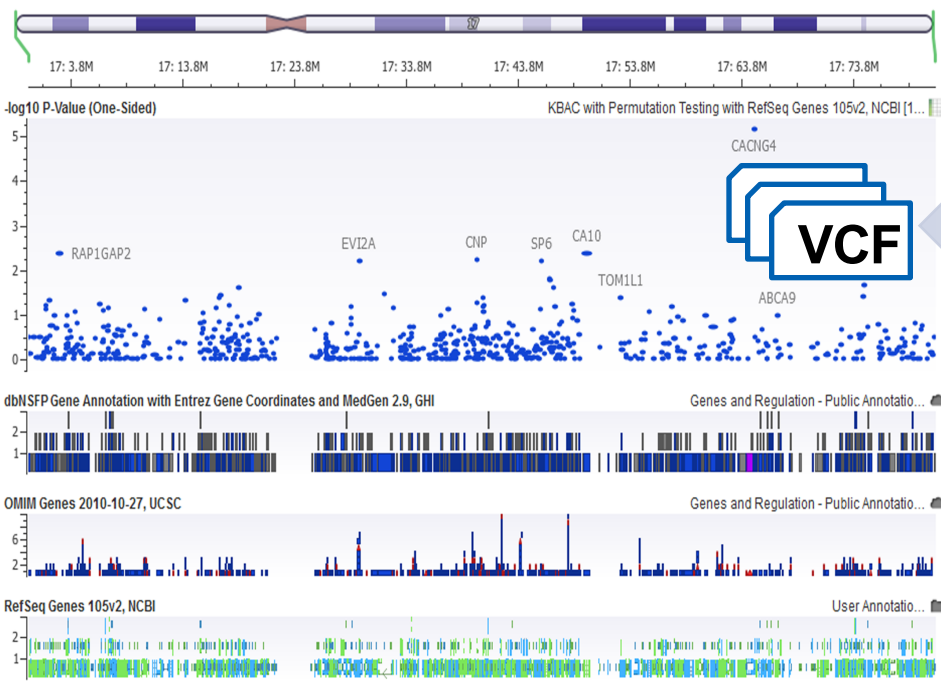 17
17: 3.8M 17: 13.8M 17: 23.8M 17: 33.8M 17: 43.8M 17: 53.8M 17: 63.8M 17: 73.8M
-log10 P-Value (One-Sided) KBAC with Permutation Testing with RefSeq Genes 105v2, NCBI [1...
5
CACNG4
4
3
VCF
RAP1GAP2 EVI2A CNP SP6 CA10
2
TOM1L1
ABCA9
1
0
dbNSFP Gene Annotation with Entrez Gene Coordinates and MedGen 2.9, GHI Genes and Regulation - Public Annotatio...
2
1
OMIM Genes 2010-10-27, UCSC Genes and Regulation - Public Annotatio...
6
2
RefSeq Genes 105v2, NCBI User Annotatio...
2
1